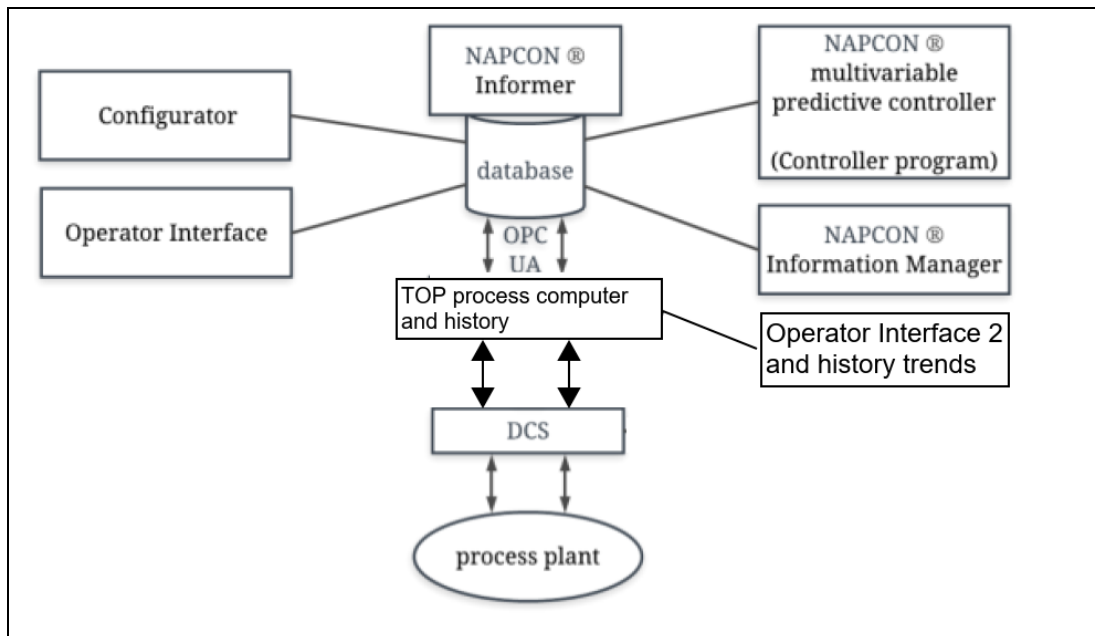 Configurator
Operator Interface
NAPCON ®
Informer
database
OPC
UA
NAPCON ®
multivariable
predictive controller
(Controller program)
NAPCON ®
Information Manager
TOP process computer
and history
Operator Interface 2
and history trends
DCS
process plant